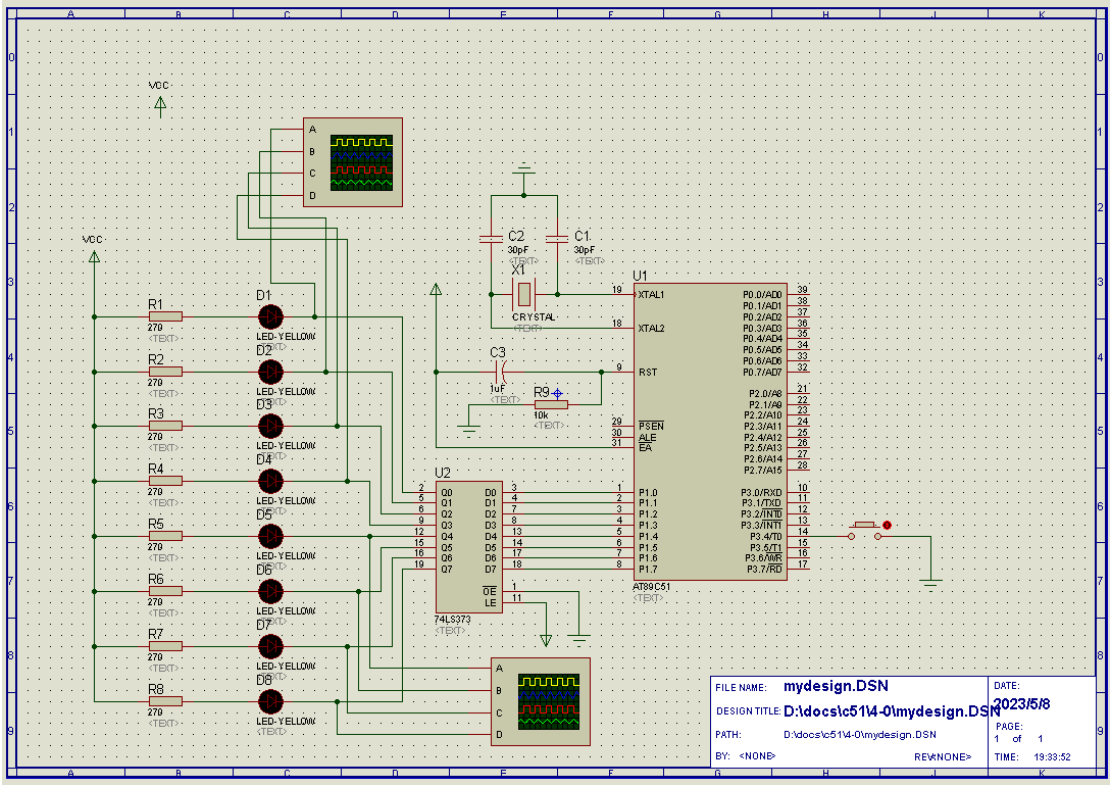 A B C D E F G H J K
0 0
VCC
1 1
A
B
C
D
2 2
VCC
C2 C1
30pF 30pF
<TEXT> <TEXT>
X1
CRYSTAL
<TEXT>
3 3
U1
19 XTAL1
18 XTAL2
9 RST
29 PSEN
30 ALE
31 EA
1 P1.0
2 P1.1
3 P1.2
4 P1.3
5 P1.4
6 P1.5
7 P1.6
8 P1.7
P0.0/AD0 39
P0.1/AD1 38
P0.2/AD2 37
P0.3/AD3 36
P0.4/AD4 35
P0.5/AD5 34
P0.6/AD6 33
P0.7/AD7 32
P2.0/A8 21
P2.1/A9 22
P2.2/A10 23
P2.3/A11 24
P2.4/A12 25
P2.5/A13 26
P2.6/A14 27
P2.7/A15 28
P3.0/RXD 10
P3.1/TXD 11
P3.2/INT0 12
P3.3/INT1 13
P3.4/T0 14
P3.5/T1 15
P3.6/WR 16
P3.7/RD 17
AT89C51
<TEXT>
R1 D1
270 LED-YELLOW
<TEXT>
R2 D2
270 LED-YELLOW
<TEXT>
R3 D3
270 LED-YELLOW
<TEXT>
R4 D4
270 LED-YELLOW
<TEXT>
R5 D5
270 LED-YELLOW
<TEXT>
R6 D6
270 LED-YELLOW
<TEXT>
R7 D7
270 LED-YELLOW
<TEXT>
R8 D8
270 LED-YELLOW
<TEXT>
4 4
C3
1uF
<TEXT>
R9
10k
<TEXT>
5 5
6 6
7 7
8 8
9 9
U2
2 Q0 D0 3
5 Q1 D1 4
6 Q2 D2 7
9 Q3 D3 8
12 Q4 D4 13
15 Q5 D5 14
16 Q6 D6 17
19 Q7 D7 18
OE 1
LE 11
74LS373
<TEXT>
A
B
C
D
FILE NAME: mydesign.DSN
DESIGN TITLE: D:\docs\c51\4-0\mydesign.DSN
PATH: D:\docs\c51\4-0\mydesign.DSN
BY: <NONE> REV:<NONE>
DATE:
2023/5/8
PAGE:
1 of 1
TIME: 19:33:52
A B C D E F G H J K